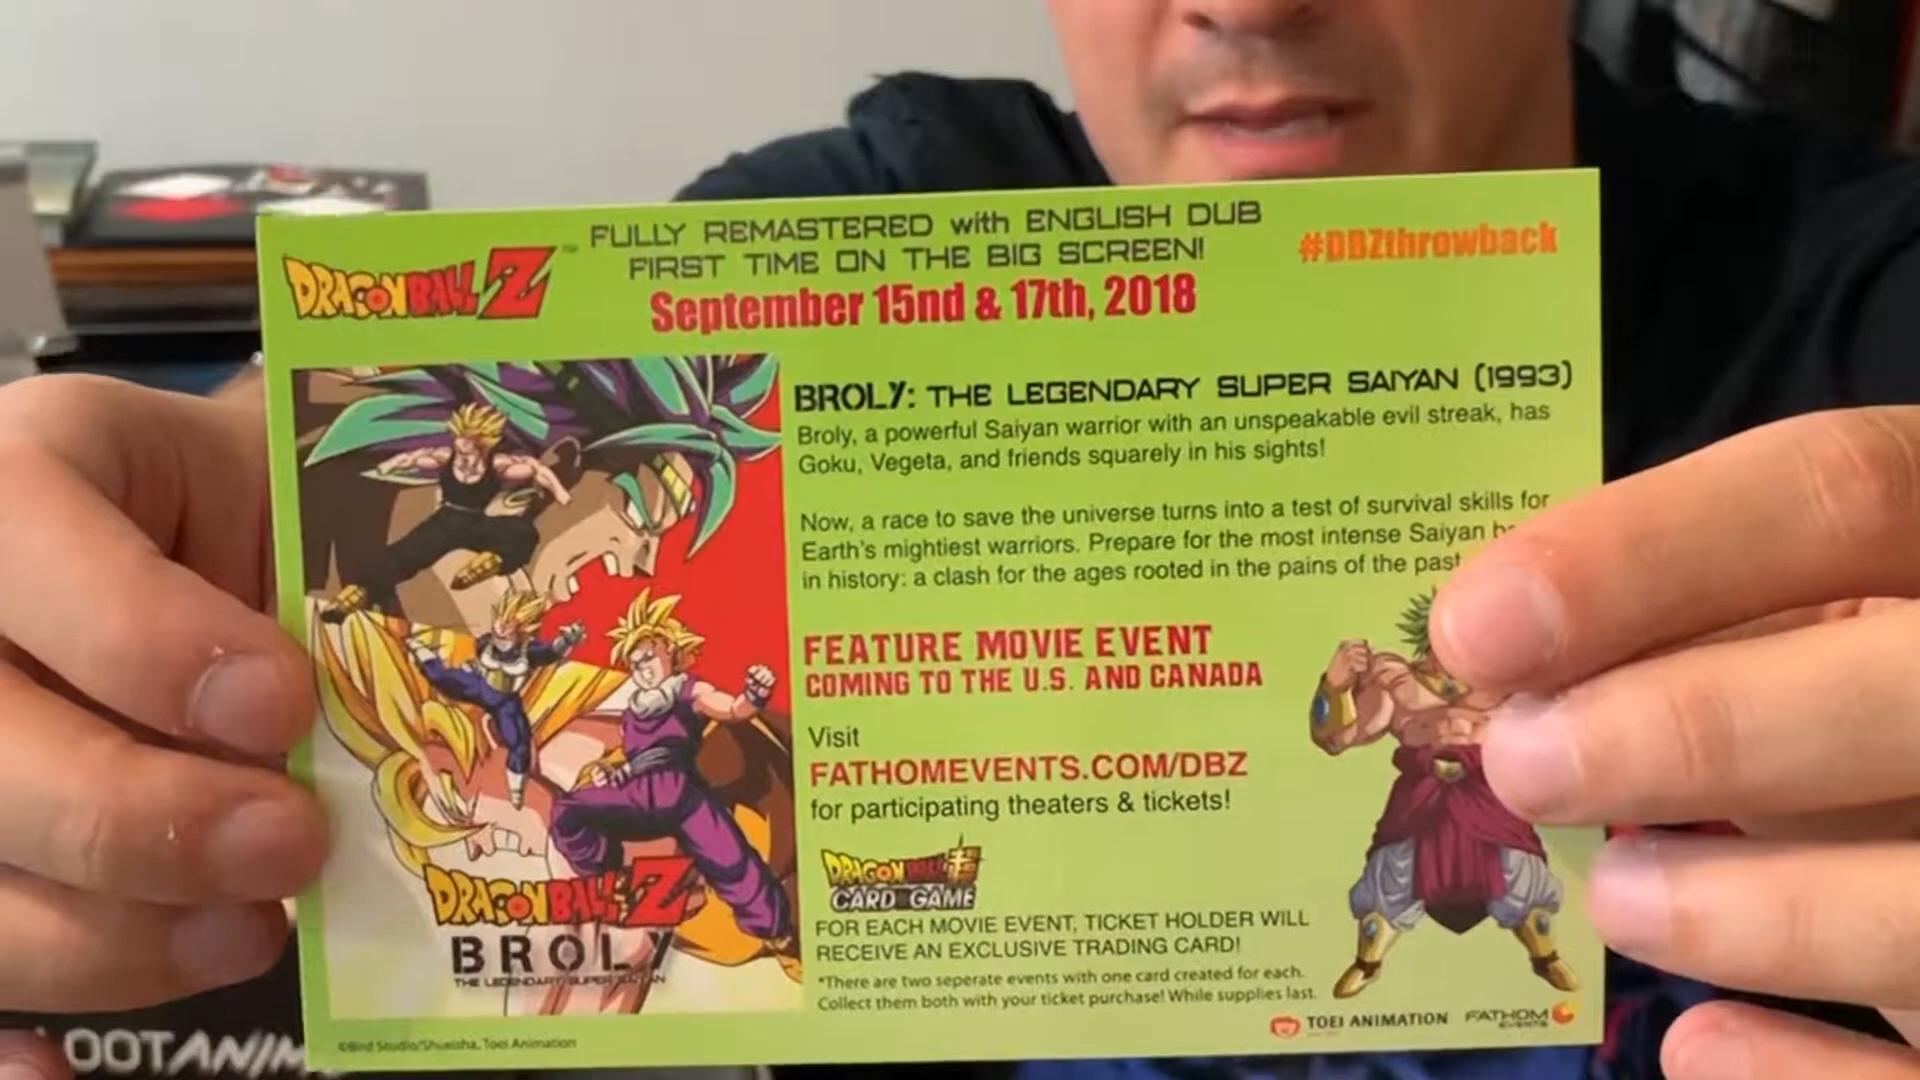 DRAGON BALL Z™
FULLY REMASTERED with ENGLISH DUB
FIRST TIME ON THE BIG SCREEN!
September 15nd & 17th, 2018
#DBZthrowback
BROLY: THE LEGENDARY SUPER SAIYAN (1993)
Broly, a powerful Saiyan warrior with an unspeakable evil streak, has
Goku, Vegeta, and friends squarely in his sights!
Now, a race to save the universe turns into a test of survival skills for
Earth's mightiest warriors. Prepare for the most intense Saiyan
in history: a clash for the ages rooted in the pains of the past
FEATURE MOVIE EVENT
COMING TO THE U.S. AND CANADA
Visit
FATHOMEVENTS.COM/DBZ
for participating theaters & tickets!
DRAGON BALL超
CARD GAME
FOR EACH MOVIE EVENT, TICKET HOLDER WILL
RECEIVE AN EXCLUSIVE TRADING CARD!
*There are two seperate events with one card created for each.
Collect them both with your ticket purchase! While supplies last.
DRAGON BALL Z
BROLY
THE LEGENDARY SUPER SAIYAN
©Bird Studio/Shueisha, Toei Animation
TOEI ANIMATION
FATHOM
EVENTS
OOTANIM